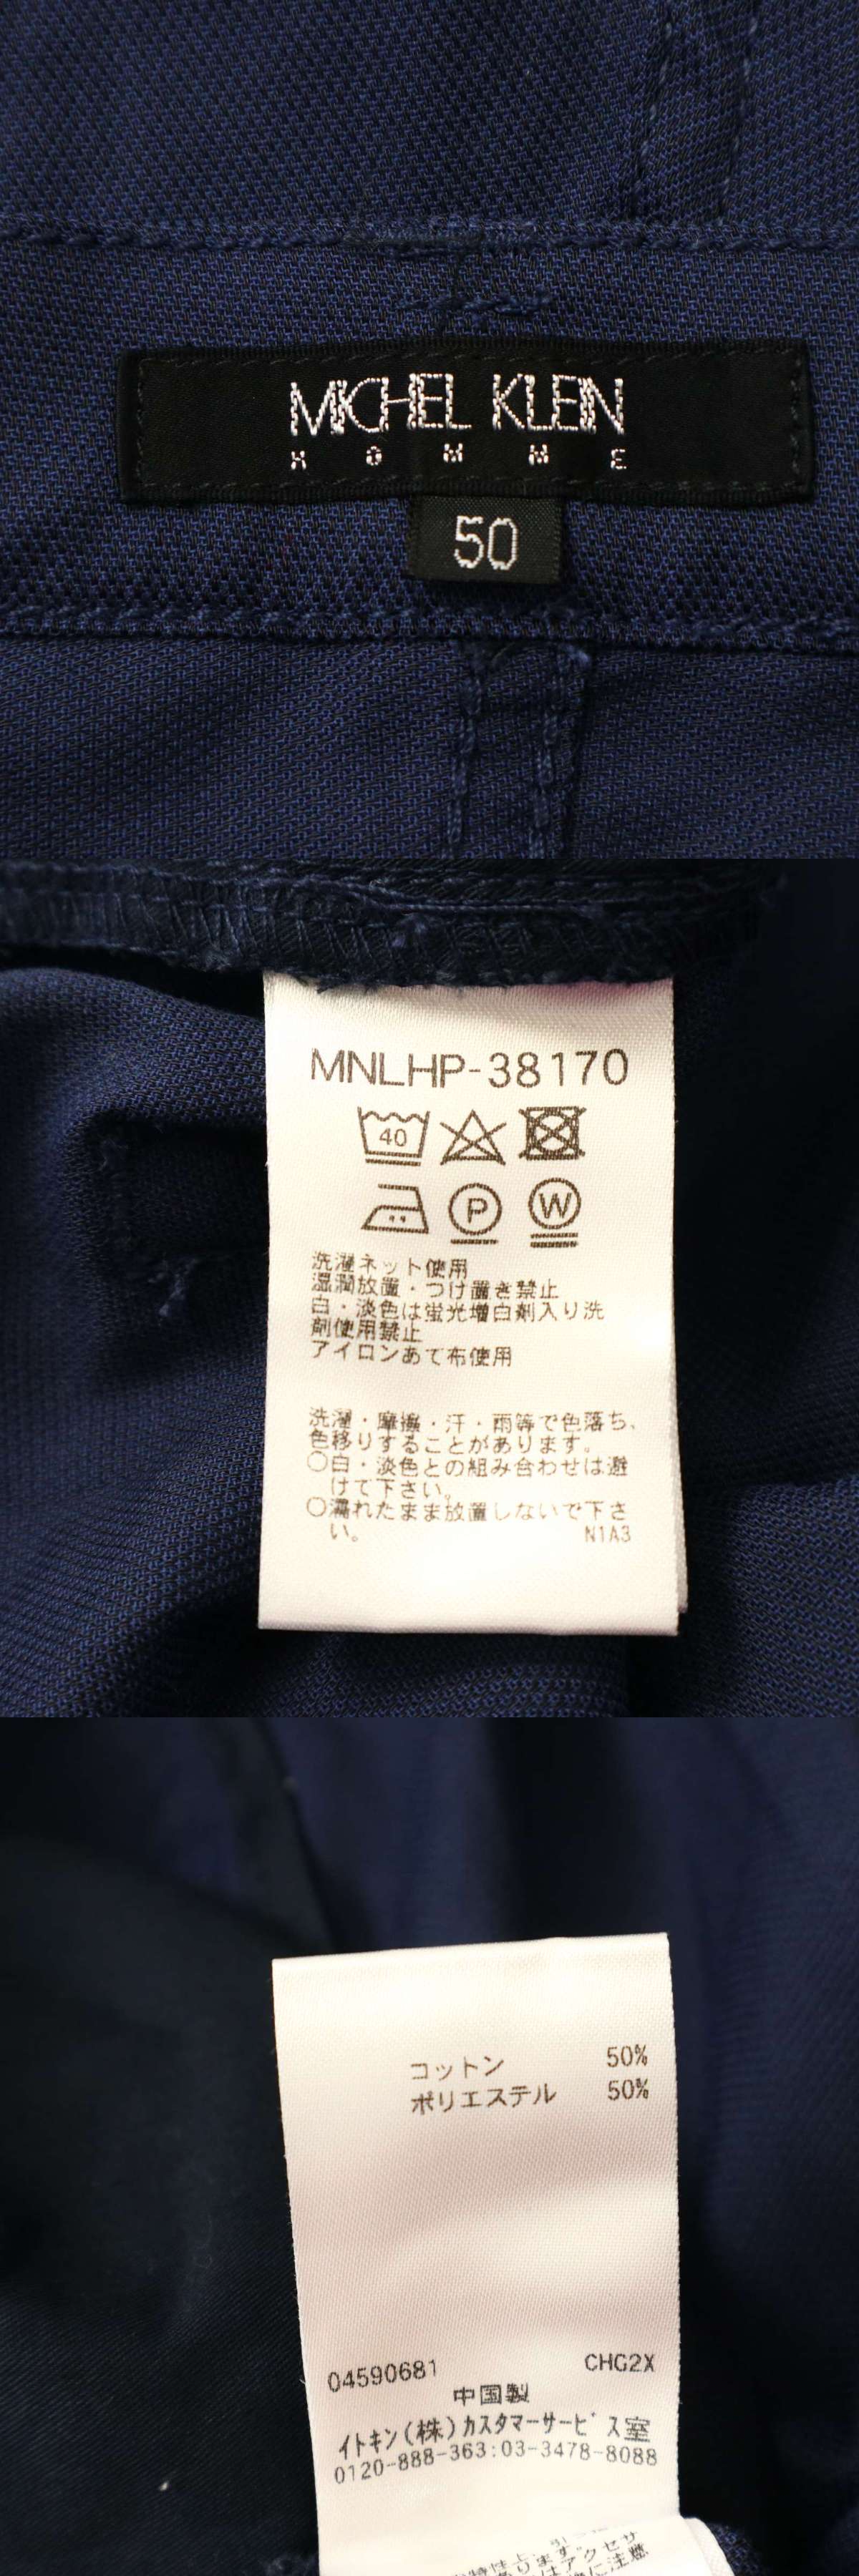 MICHEL KLEIN
HOMME
50
MNLHP-38170
40
P
W
洗濯ネット使用
湿潤放置・つけ置き禁止
白・淡色は蛍光増白剤入り洗
剤使用禁止
アイロンあて布使用
洗濯・摩擦・汗・雨等で色落ち、
色移りすることがあります。
○白・淡色との組み合わせは避
けて下さい。
○濡れたまま放置しないで下さ
い。 N1A3
コットン 50%
ポリエステル 50%
04590681 CHG2X
中国製
イトキン(株)カスタマーサービス室
0120-888-363:03-3478-8088